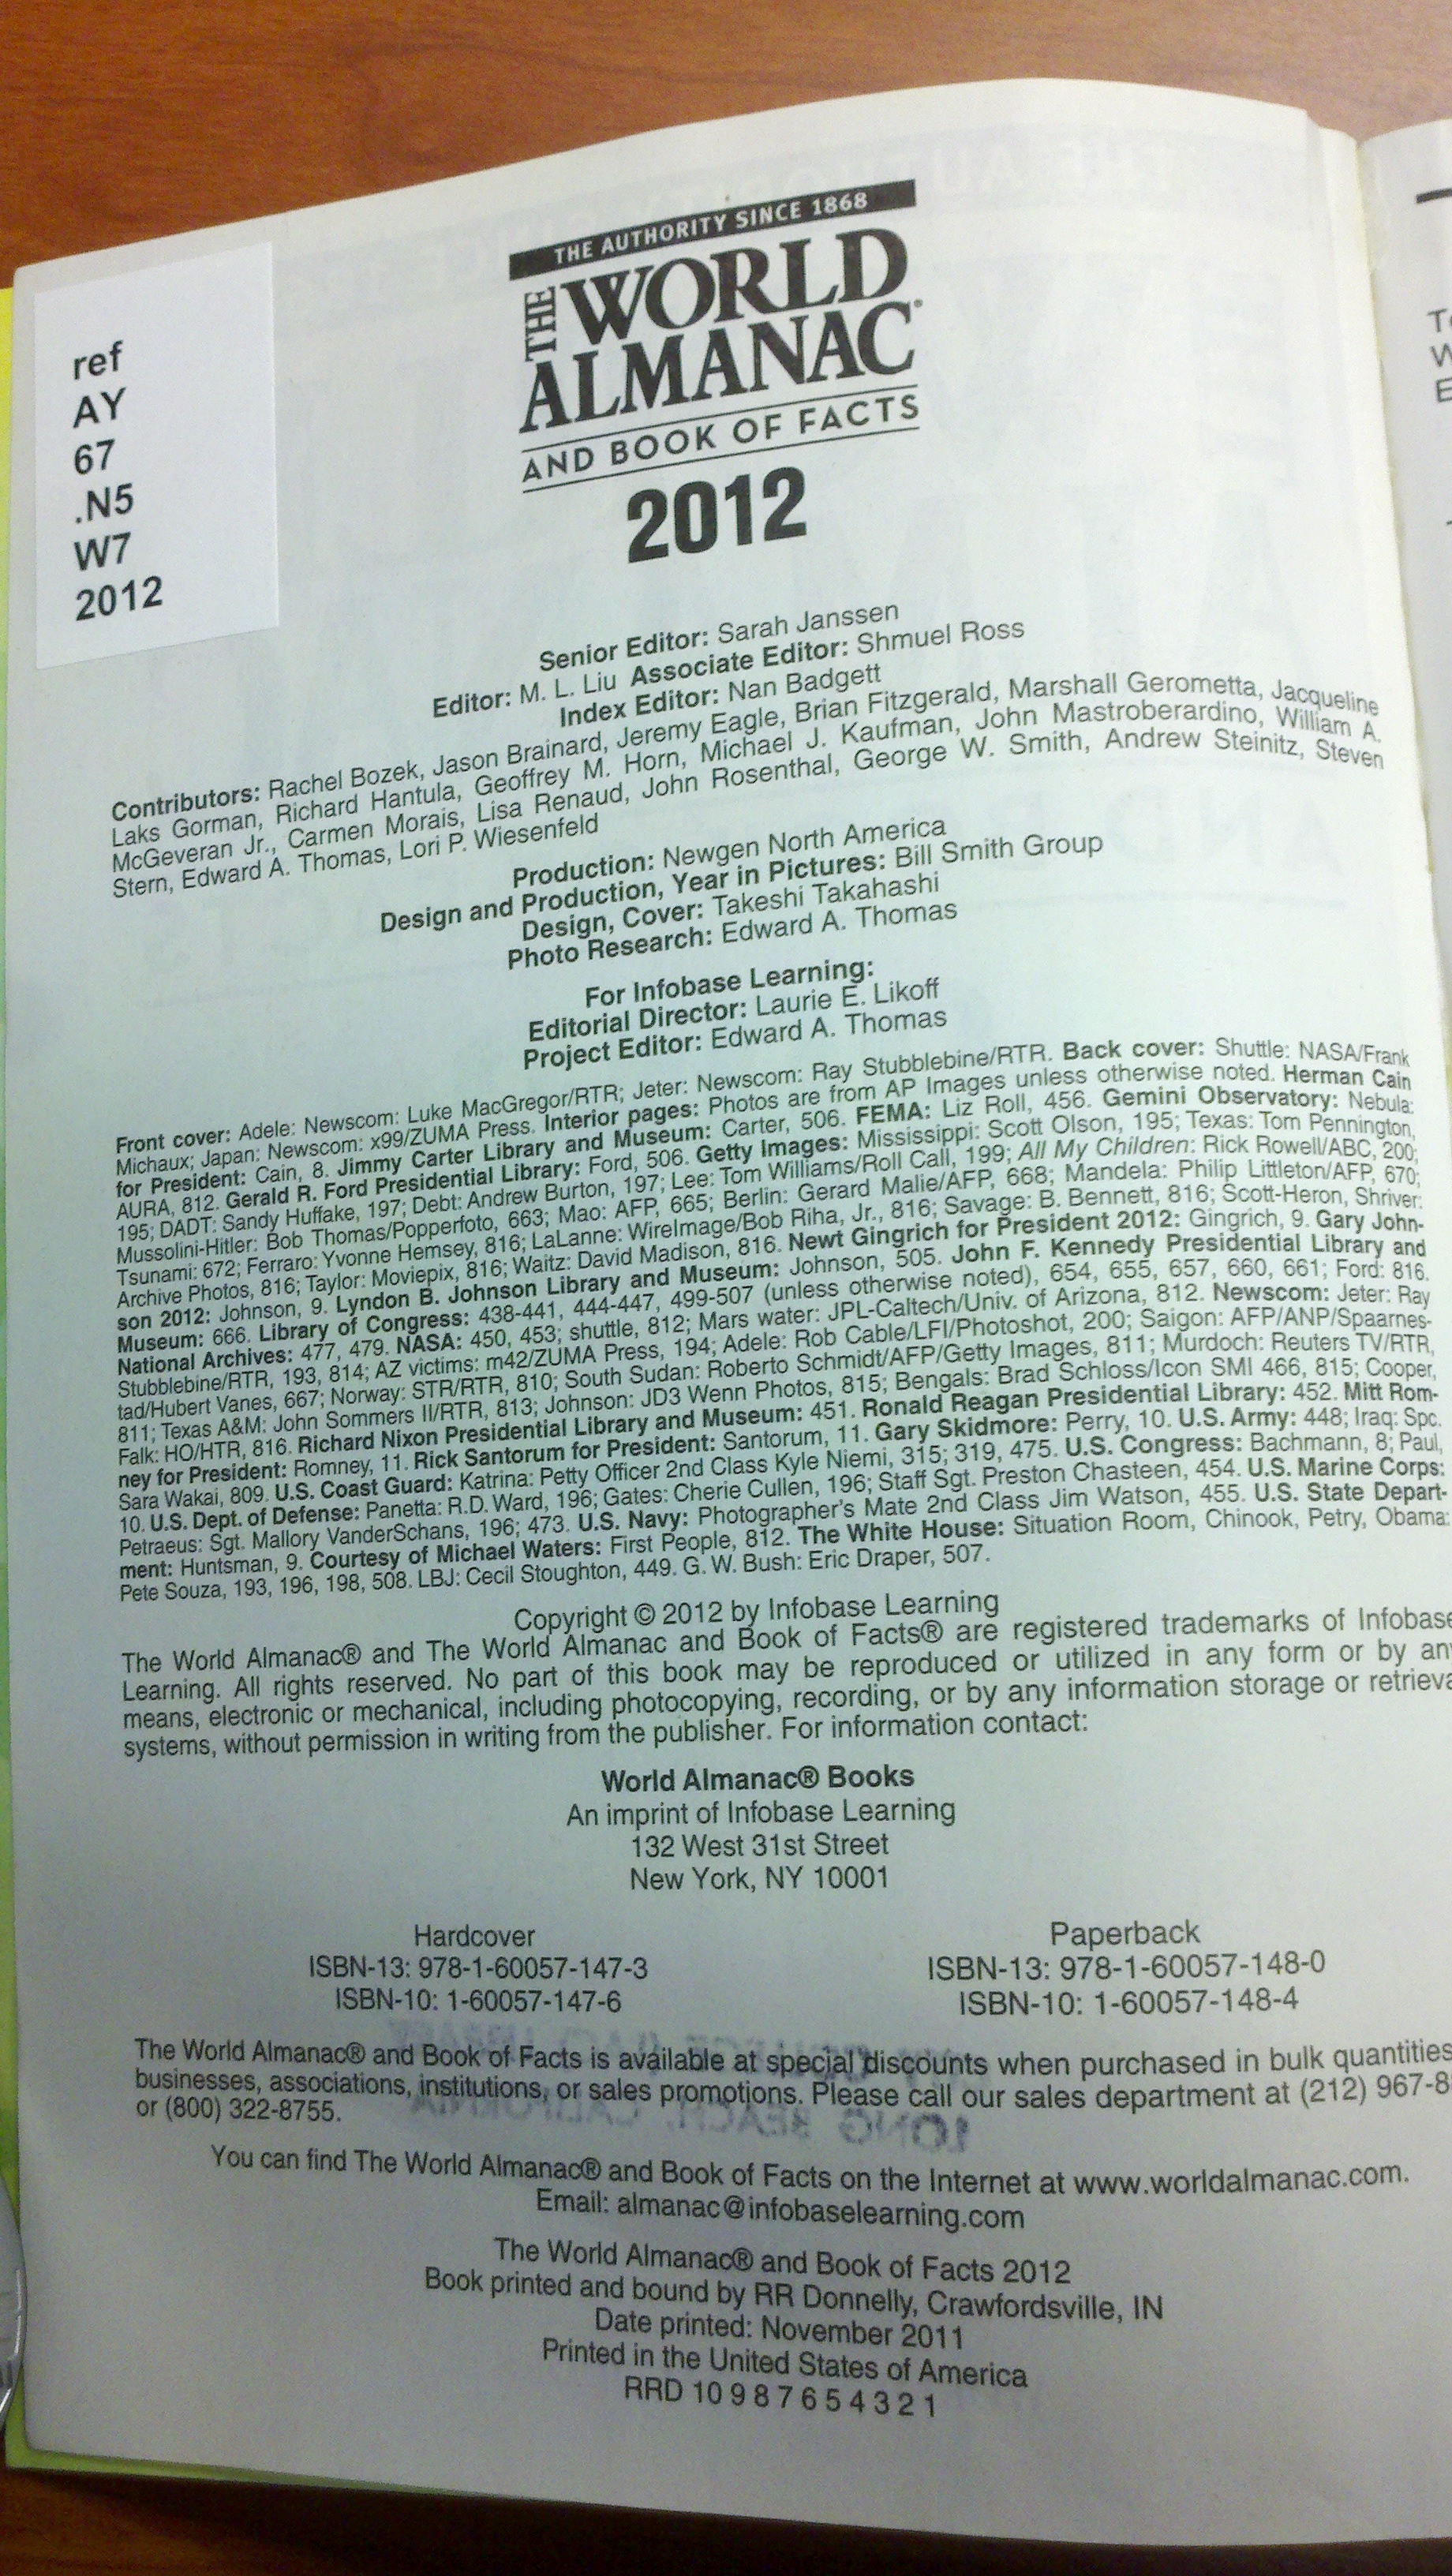 THE AUTHORITY SINCE 1868
THE WORLD
ALMANAC®
AND BOOK OF FACTS
2012
ref
AY
67
.N5
W7
2012
Senior Editor: Sarah Janssen
Editor: M. L. Liu Associate Editor: Shmuel Ross
Index Editor: Nan Badgett
Contributors: Rachel Bozek, Jason Brainard, Jeremy Eagle, Brian Fitzgerald, Marshall Gerometta, Jacqueline
Laks Gorman, Richard Hantula, Geoffrey M. Horn, Michael J. Kaufman, John Mastroberardino, William A.
McGeveran Jr., Carmen Morais, Lisa Renaud, John Rosenthal, George W. Smith, Andrew Steinitz, Steven
Stern, Edward A. Thomas, Lori P. Wiesenfeld
Production: Newgen North America
Design and Production, Year in Pictures: Bill Smith Group
Design, Cover: Takeshi Takahashi
Photo Research: Edward A. Thomas
For Infobase Learning:
Editorial Director: Laurie E. Likoff
Project Editor: Edward A. Thomas
Front cover: Adele: Newscom: Luke MacGregor/RTR; Jeter: Newscom: Ray Stubblebine/RTR. Back cover: Shuttle: NASA/Frank
Michaux; Japan: Newscom: x99/ZUMA Press. Interior pages: Photos are from AP Images unless otherwise noted. Herman Cain
for President: Cain, 8. Jimmy Carter Library and Museum: Carter, 506. FEMA: Liz Roll, 456. Gemini Observatory: Nebula:
AURA, 812. Gerald R. Ford Presidential Library: Ford, 506. Getty Images: Mississippi: Scott Olson, 195; Texas: Tom Pennington,
195; DADT: Sandy Huffake, 197; Debt: Andrew Burton, 197; Lee: Tom Williams/Roll Call, 199; All My Children: Rick Rowell/ABC, 200;
Mussolini-Hitler: Bob Thomas/Popperfoto, 663; Mao: AFP, 665; Berlin: Gerard Malie/AFP, 668; Mandela: Philip Littleton/AFP, 670;
Tsunami: 672; Ferraro: Yvonne Hemsey, 816; LaLanne: WireImage/Bob Riha, Jr., 816; Savage: B. Bennett, 816; Scott-Heron, Shriver:
Archive Photos, 816; Taylor: Moviepix, 816; Waitz: David Madison, 816. Newt Gingrich for President 2012: Gingrich, 9. Gary John-
son 2012: Johnson, 9. Lyndon B. Johnson Library and Museum: Johnson, 505. John F. Kennedy Presidential Library and
Museum: 666. Library of Congress: 438-441, 444-447, 499-507 (unless otherwise noted), 654, 655, 657, 660, 661; Ford: 816.
National Archives: 477, 479. NASA: 450, 453; shuttle, 812; Mars water: JPL-Caltech/Univ. of Arizona, 812. Newscom: Jeter: Ray
Stubblebine/RTR, 193, 814; AZ victims: m42/ZUMA Press, 194; Adele: Rob Cable/LFI/Photoshot, 200; Saigon: AFP/ANP/Spaarnes-
tad/Hubert Vanes, 667; Norway: STR/RTR, 810; South Sudan: Roberto Schmidt/AFP/Getty Images, 811; Murdoch: Reuters TV/RTR,
811; Texas A&M: John Sommers II/RTR, 813; Johnson: JD3 Wenn Photos, 815; Bengals: Brad Schloss/Icon SMI 466, 815; Cooper,
Falk: HO/HTR, 816. Richard Nixon Presidential Library and Museum: 451. Ronald Reagan Presidential Library: 452. Mitt Rom-
ney for President: Romney, 11. Rick Santorum for President: Santorum, 11. Gary Skidmore: Perry, 10. U.S. Army: 448; Iraq: Spc.
Sara Wakai, 809. U.S. Coast Guard: Katrina: Petty Officer 2nd Class Kyle Niemi, 315; 319, 475. U.S. Congress: Bachmann, 8; Paul,
10. U.S. Dept. of Defense: Panetta: R.D. Ward, 196; Gates: Cherie Cullen, 196; Staff Sgt. Preston Chasteen, 454. U.S. Marine Corps:
Petraeus: Sgt. Mallory VanderSchans, 196; 473. U.S. Navy: Photographer's Mate 2nd Class Jim Watson, 455. U.S. State Depart-
ment: Huntsman, 9. Courtesy of Michael Waters: First People, 812. The White House: Situation Room, Chinook, Petry, Obama:
Pete Souza, 193, 196, 198, 508. LBJ: Cecil Stoughton, 449. G. W. Bush: Eric Draper, 507.
Copyright © 2012 by Infobase Learning
The World Almanac® and The World Almanac and Book of Facts® are registered trademarks of Infobase
Learning. All rights reserved. No part of this book may be reproduced or utilized in any form or by any
means, electronic or mechanical, including photocopying, recording, or by any information storage or retrieva
systems, without permission in writing from the publisher. For information contact:
World Almanac® Books
An imprint of Infobase Learning
132 West 31st Street
New York, NY 10001
Hardcover
ISBN-13: 978-1-60057-147-3
ISBN-10: 1-60057-147-6
Paperback
ISBN-13: 978-1-60057-148-0
ISBN-10: 1-60057-148-4
The World Almanac® and Book of Facts is available at special discounts when purchased in bulk quantities
businesses, associations, institutions, or sales promotions. Please call our sales department at (212) 967-8
or (800) 322-8755.
You can find The World Almanac® and Book of Facts on the Internet at www.worldalmanac.com.
Email: almanac@infobaselearning.com
The World Almanac® and Book of Facts 2012
Book printed and bound by RR Donnelly, Crawfordsville, IN
Date printed: November 2011
Printed in the United States of America
RRD 10 9 8 7 6 5 4 3 2 1